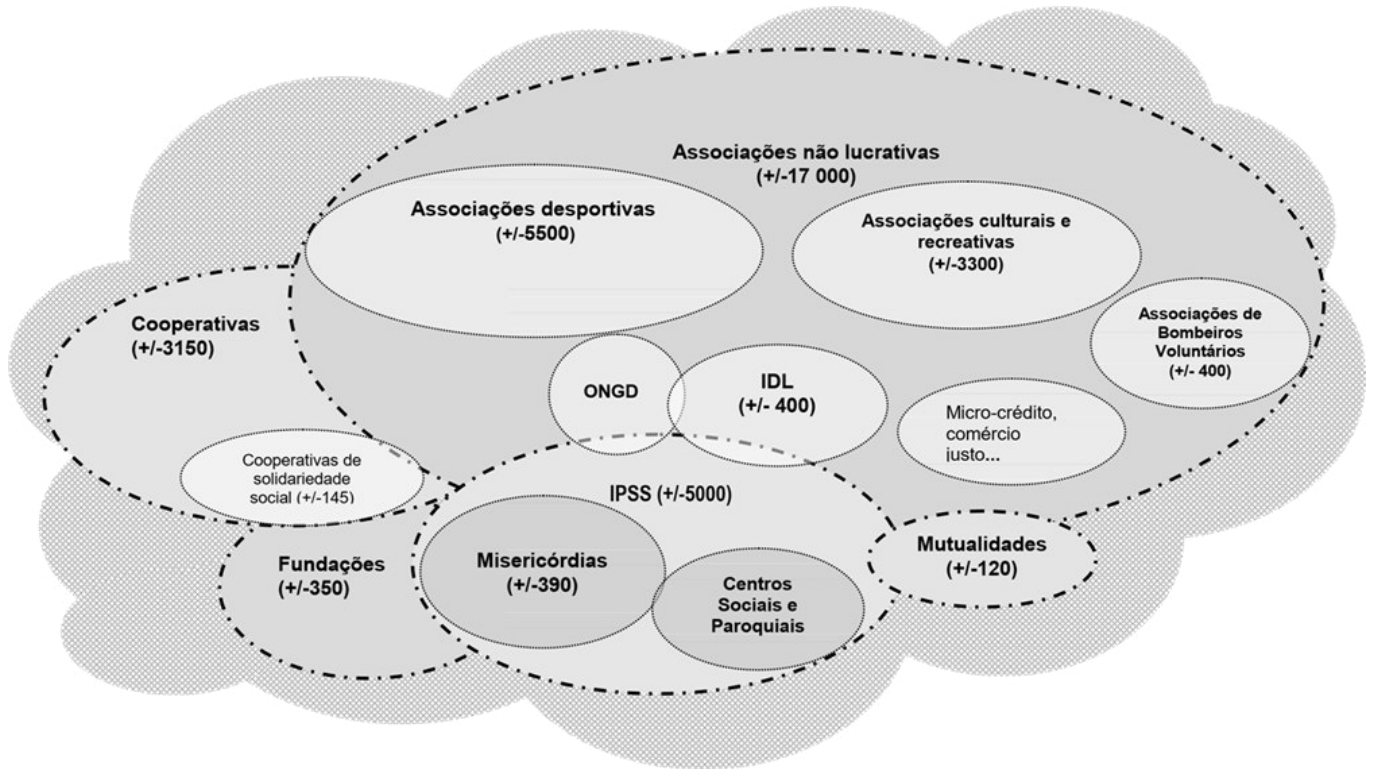 Associações não lucrativas
(+/-17 000)
Associações desportivas
(+/-5500)
Associações culturais e
recreativas
(+/-3300)
Cooperativas
(+/-3150)
Associações de
Bombeiros
Voluntários
(+/- 400)
ONGD
IDL
(+/- 400)
Micro-crédito,
comércio
justo...
Cooperativas de
solidariedade
social (+/-145)
IPSS (+/-5000)
Fundações
(+/-350)
Misericórdias
(+/-390)
Centros
Sociais e
Paroquiais
Mutualidades
(+/-120)